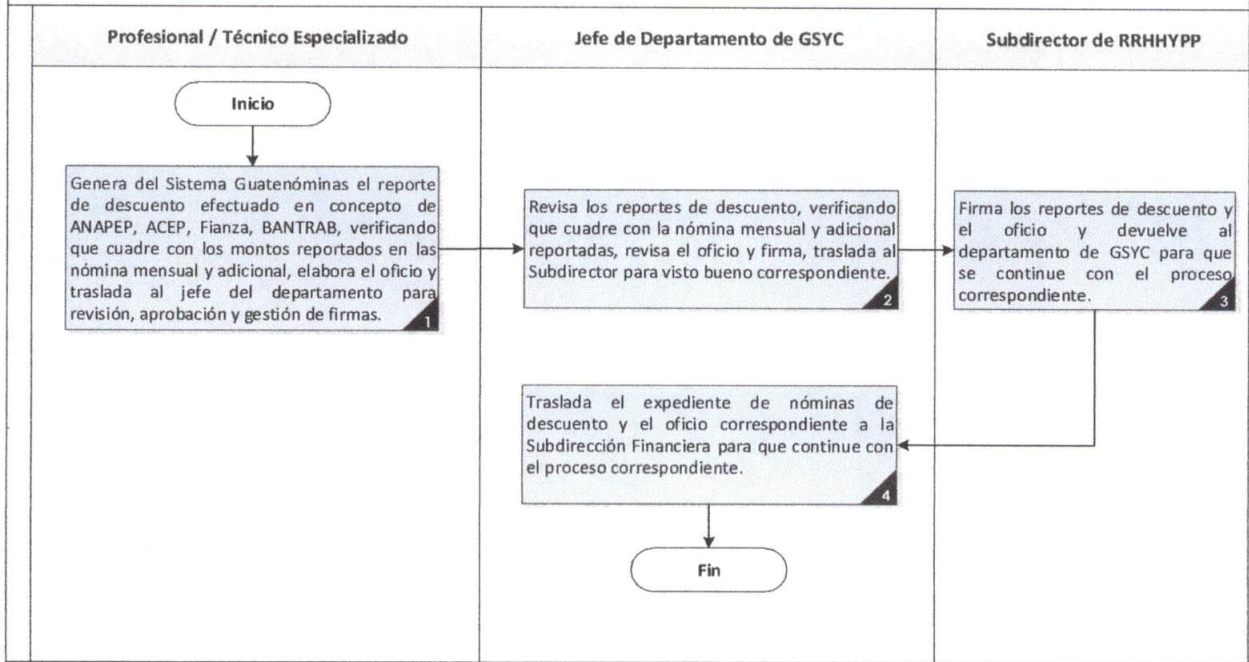 Profesional / Técnico Especializado
Jefe de Departamento de GSYC
Subdirector de RRHHYPP
Inicio
Genera del Sistema Guatenóminas el reporte
de descuento efectuado en concepto de
ANAPEP, ACEP, Fianza, BANTRAB, verificando
que cuadre con los montos reportados en las
nómina mensual y adicional, elabora el oficio y
traslada al jefe del departamento para
revisión, aprobación y gestión de firmas.
1
Revisa los reportes de descuento, verificando
que cuadre con la nómina mensual y adicional
reportadas, revisa el oficio y firma, traslada al
Subdirector para visto bueno correspondiente.
2
Firma los reportes de descuento y
el oficio y devuelve al
departamento de GSYC para que
se continue con el proceso
correspondiente.
3
Traslada el expediente de nóminas de
descuento y el oficio correspondiente a la
Subdirección Financiera para que continue con
el proceso correspondiente.
4
Fin